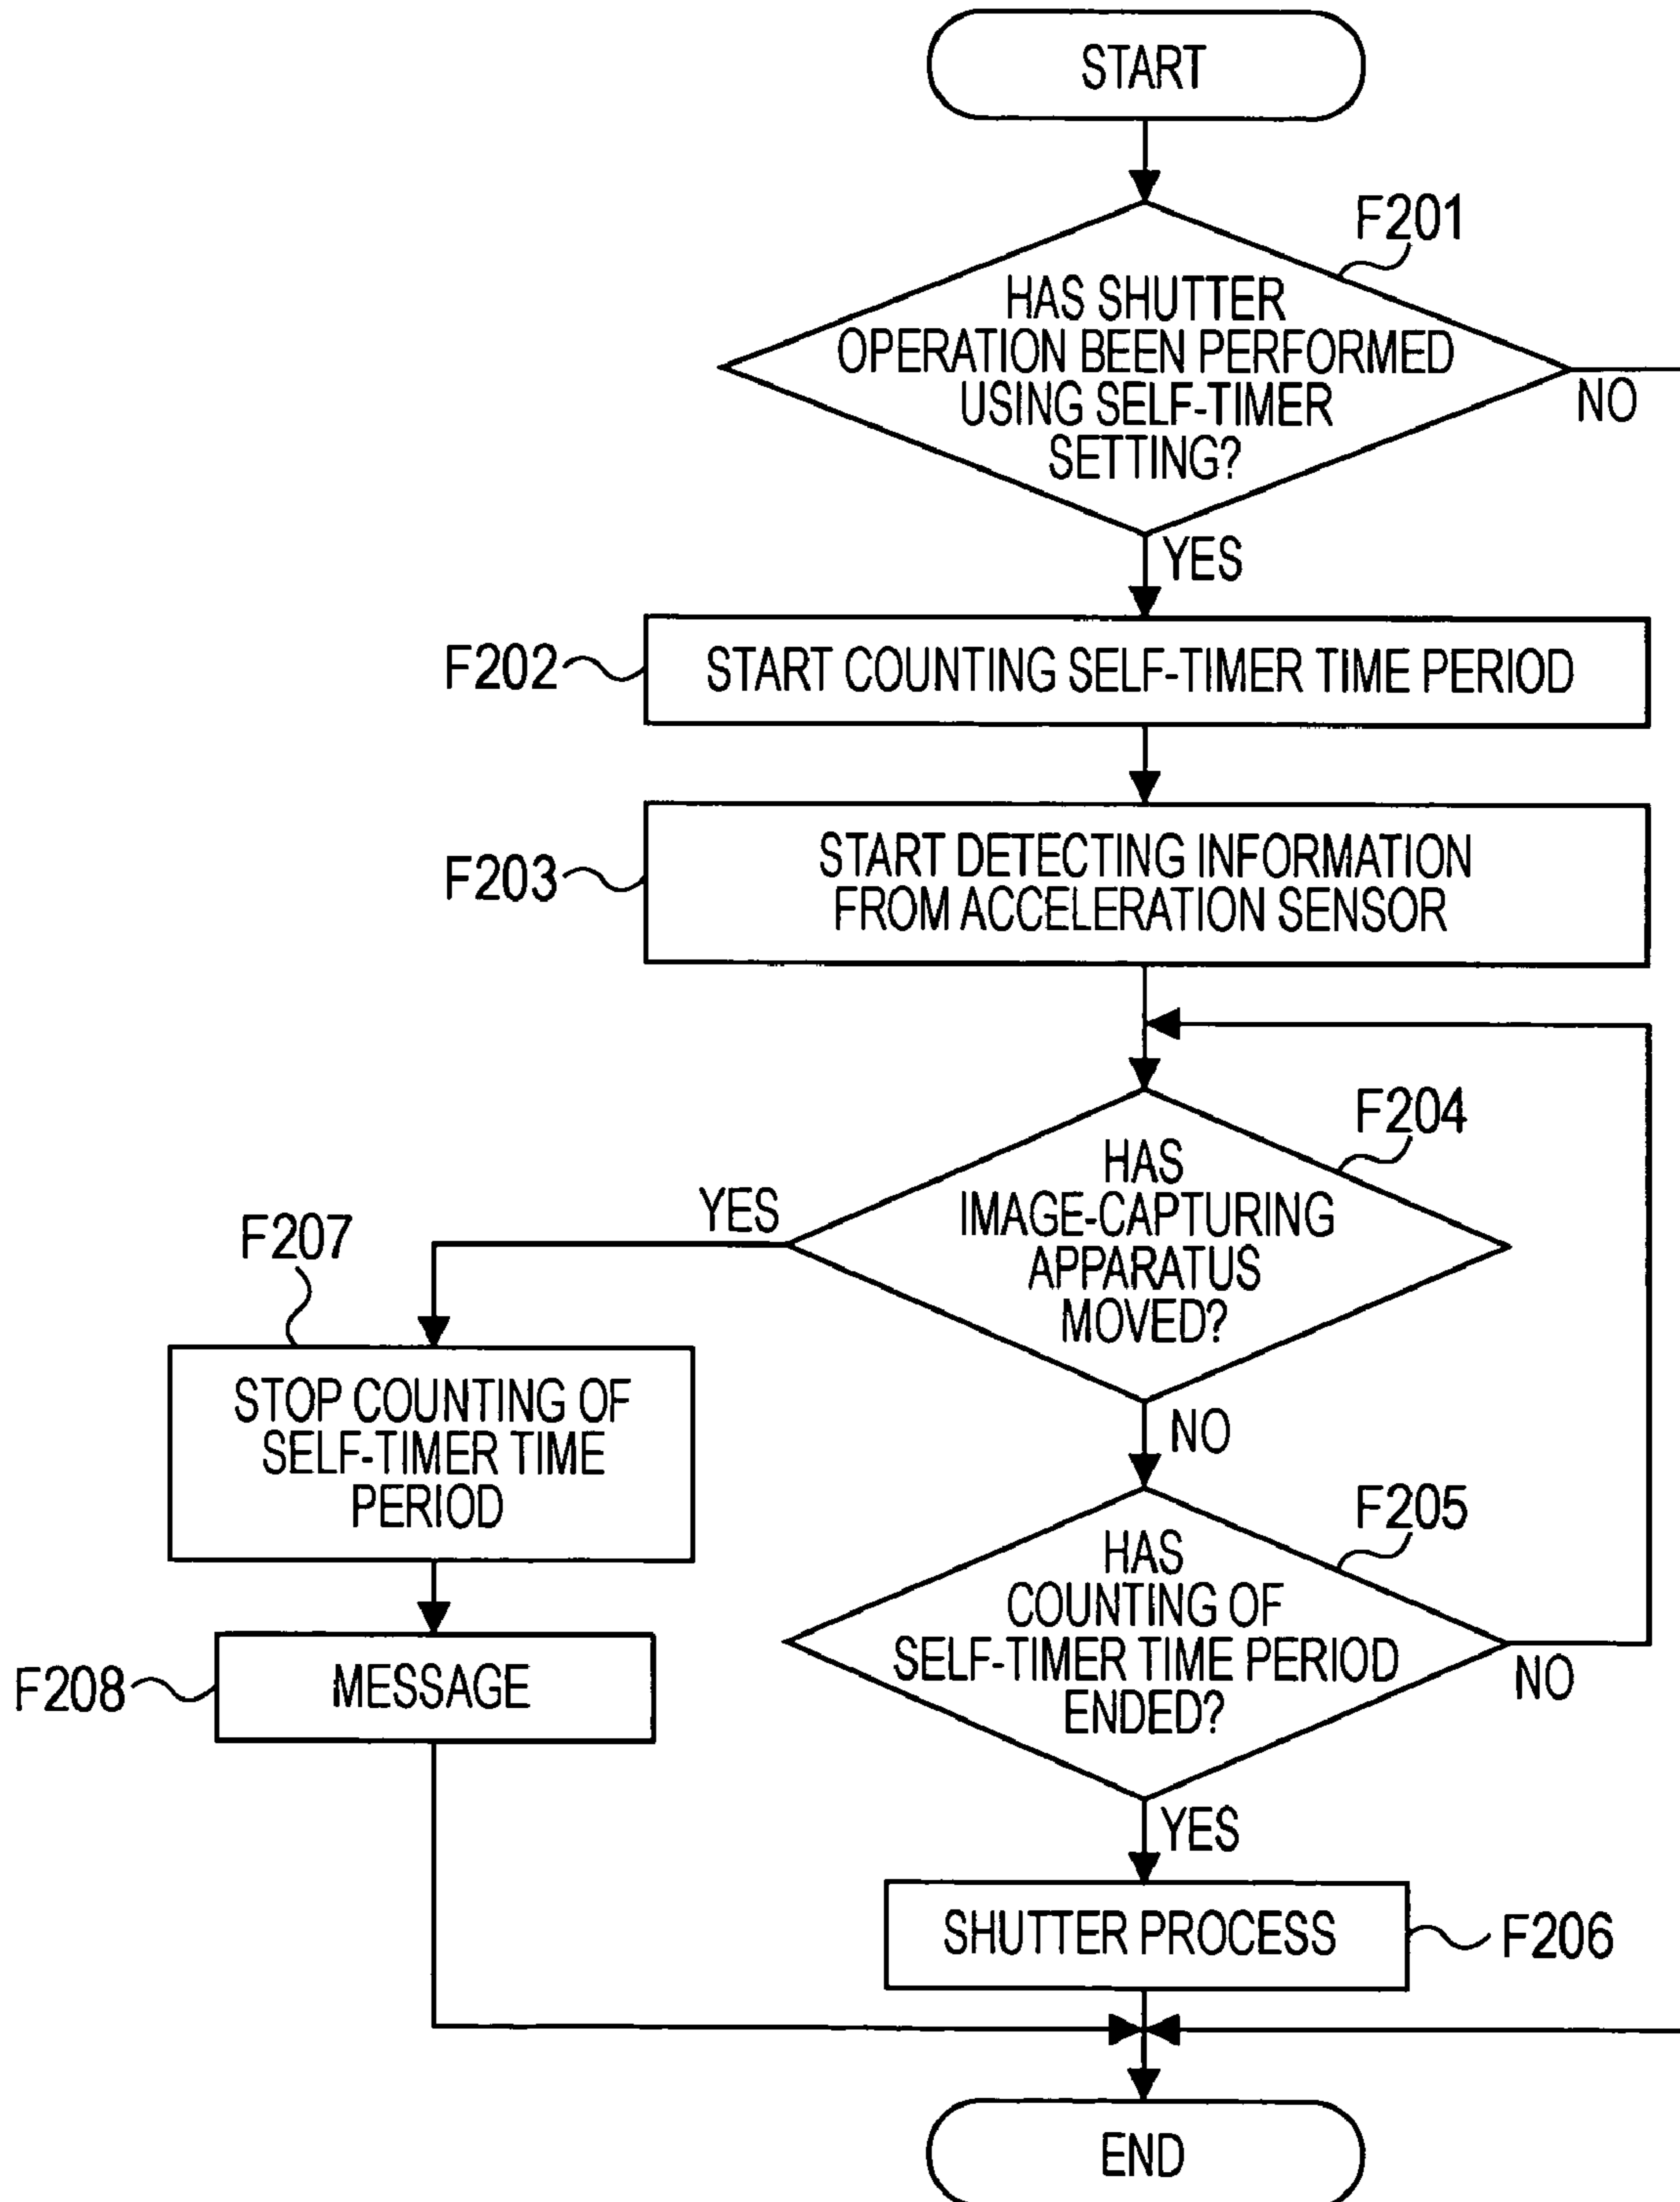 START
F201
HAS SHUTTER
OPERATION BEEN PERFORMED
USING SELF-TIMER
SETTING?
NO
YES
F202
START COUNTING SELF-TIMER TIME PERIOD
F203
START DETECTING INFORMATION
FROM ACCELERATION SENSOR
F204
HAS
IMAGE-CAPTURING
APPARATUS
MOVED?
YES
NO
F207
STOP COUNTING OF
SELF-TIMER TIME
PERIOD
F205
HAS
COUNTING OF
SELF-TIMER TIME PERIOD
ENDED?
NO
YES
F208
MESSAGE
SHUTTER PROCESS
F206
END